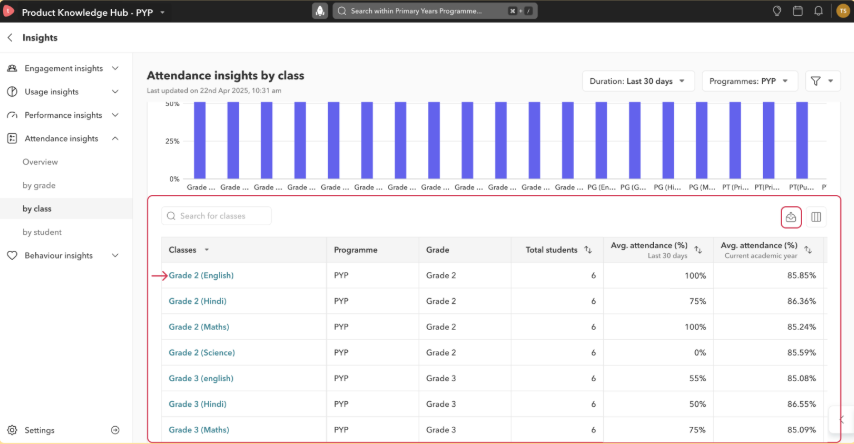 Product Knowledge Hub - PYP
Search within Primary Years Programme...
⌘ + /
TS
Insights
Engagement insights
Usage insights
Performance insights
Attendance insights
Overview
by grade
by class
by student
Behaviour insights
Settings
Attendance insights by class
Last updated on 22nd Apr 2025, 10:31 am
Duration: Last 30 days
Programmes: PYP
50%
25%
0%
Grade ... Grade ... Grade ... Grade ... Grade ... Grade ... Grade ... Grade ... Grade ... Grade ... Grade ... Grade ... PG (En... PG (G... PG (Hi... PG (M... PT (Pri... PT(Pri... PT(Pu... P
Search for classes
Classes Programme Grade Total students Avg. attendance (%) Last 30 days Avg. attendance (%) Current academic year
Grade 2 (English) PYP Grade 2 6 100% 85.85%
Grade 2 (Hindi) PYP Grade 2 6 75% 86.36%
Grade 2 (Maths) PYP Grade 2 6 100% 85.24%
Grade 2 (Science) PYP Grade 2 6 0% 85.59%
Grade 3 (english) PYP Grade 3 6 55% 85.08%
Grade 3 (Hindi) PYP Grade 3 6 50% 86.55%
Grade 3 (Maths) PYP Grade 3 6 75% 85.09%